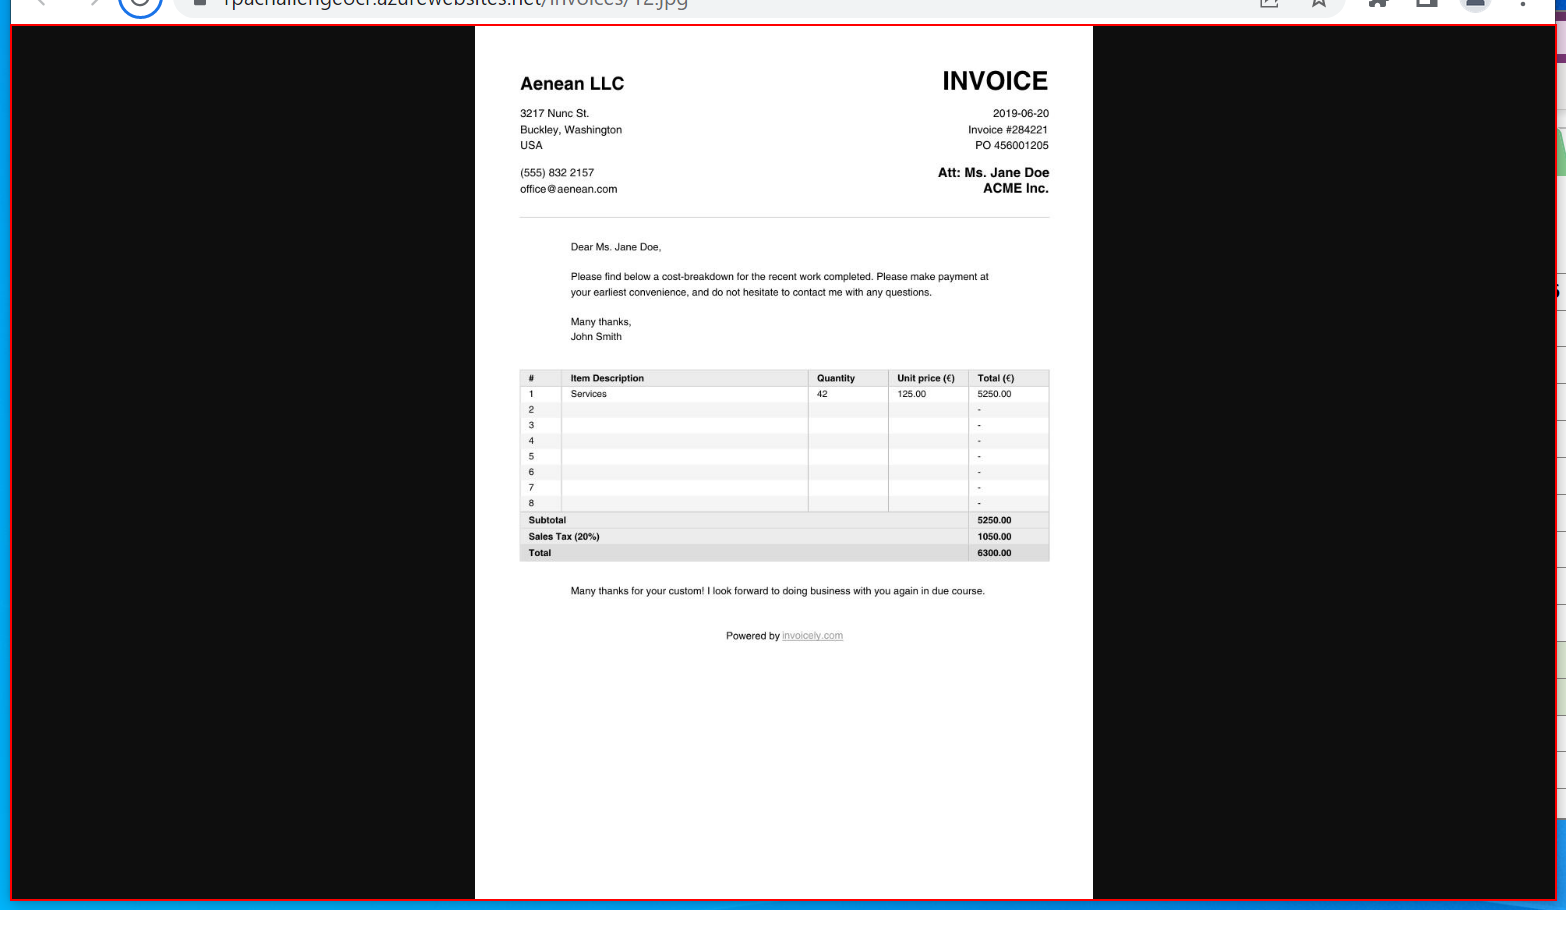 rpachallengeocr.azurewebsites.net/invoices/12.jpg
Aenean LLC
INVOICE
3217 Nunc St.
2019-06-20
Buckley, Washington
Invoice #284221
USA
PO 456001205
(555) 832 2157
Att: Ms. Jane Doe
office@aenean.com
ACME Inc.
Dear Ms. Jane Doe,
Please find below a cost-breakdown for the recent work completed. Please make payment at
your earliest convenience, and do not hesitate to contact me with any questions.
Many thanks,
John Smith
# Item Description Quantity Unit price (€) Total (€)
1 Services 42 125.00 5250.00
2 -
3 -
4 -
5 -
6 -
7 -
8 -
Subtotal 5250.00
Sales Tax (20%) 1050.00
Total 6300.00
Many thanks for your custom! I look forward to doing business with you again in due course.
Powered by invoicely.com